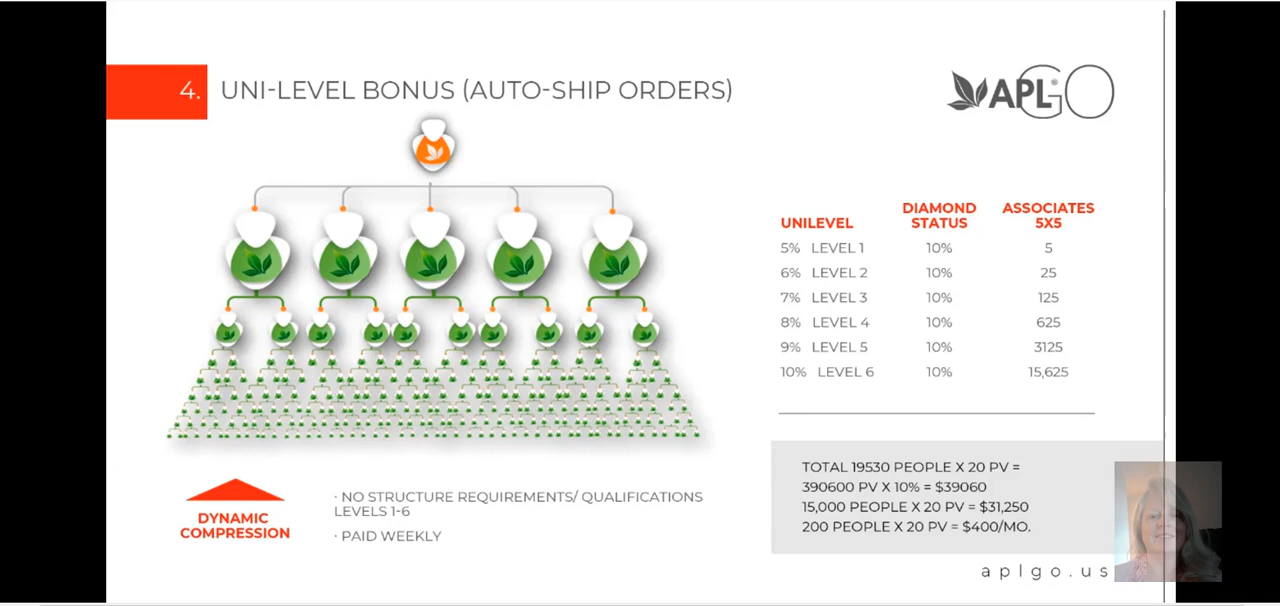 4. UNI-LEVEL BONUS (AUTO-SHIP ORDERS)
APLGO
UNILEVEL DIAMOND STATUS ASSOCIATES 5X5
5% LEVEL 1 10% 5
6% LEVEL 2 10% 25
7% LEVEL 3 10% 125
8% LEVEL 4 10% 625
9% LEVEL 5 10% 3125
10% LEVEL 6 10% 15,625
TOTAL 19530 PEOPLE X 20 PV =
390600 PV X 10% = $39060
15,000 PEOPLE X 20 PV = $31,250
200 PEOPLE X 20 PV = $400/MO.
DYNAMIC
COMPRESSION
· NO STRUCTURE REQUIREMENTS/ QUALIFICATIONS
LEVELS 1-6
· PAID WEEKLY
aplgo.us